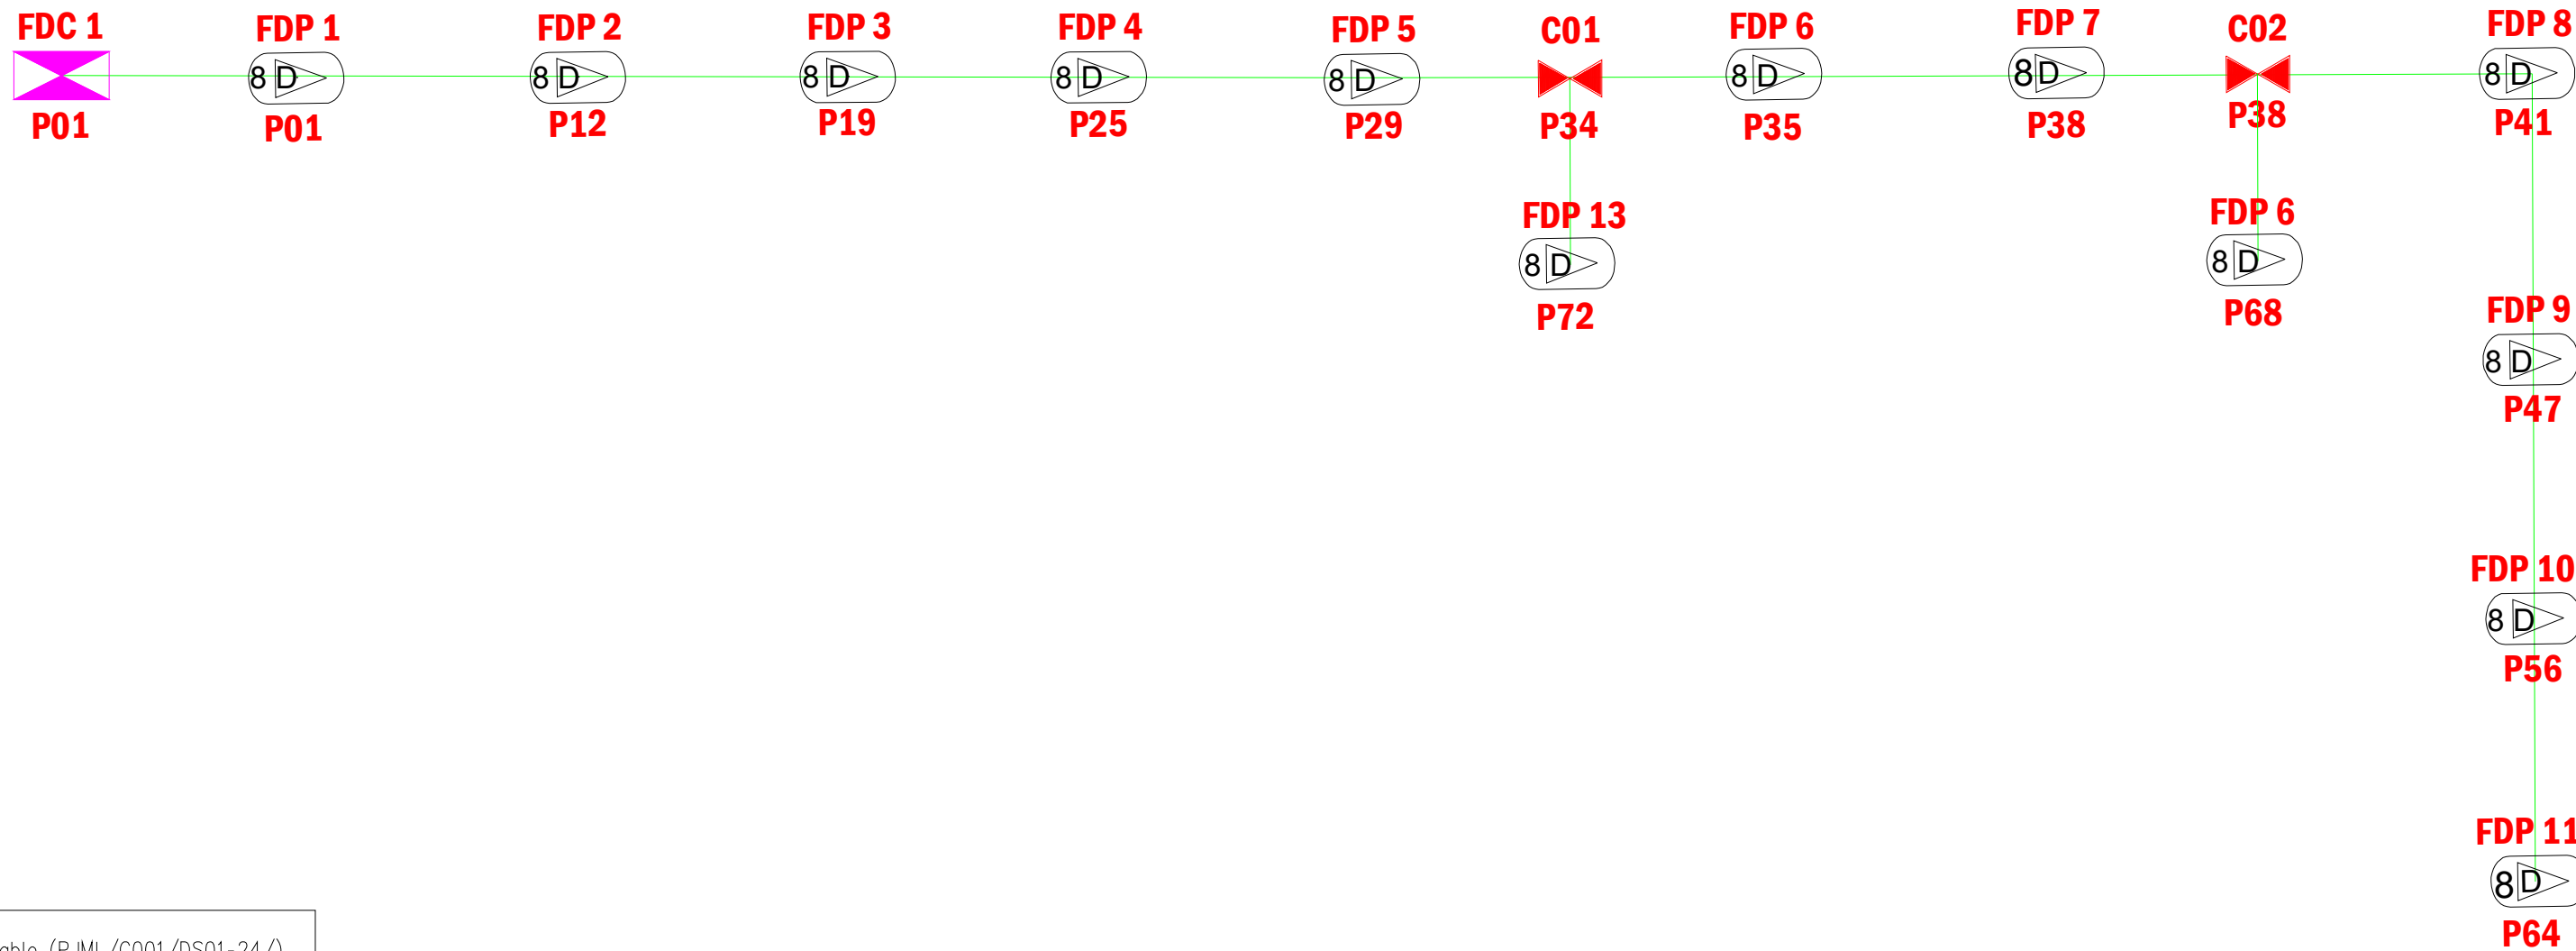 FDC 1
P01
FDP 1
8 D
P01
FDP 2
8 D
P12
FDP 3
8 D
P19
FDP 4
8 D
P25
FDP 5
8 D
P29
C01
P34
FDP 6
8 D
P35
FDP 7
8 D
P38
C02
P38
FDP 8
8 D
P41
FDP 13
8 D
P72
FDP 6
8 D
P68
FDP 9
8 D
P47
FDP 10
8 D
P56
FDP 11
8 D
P64